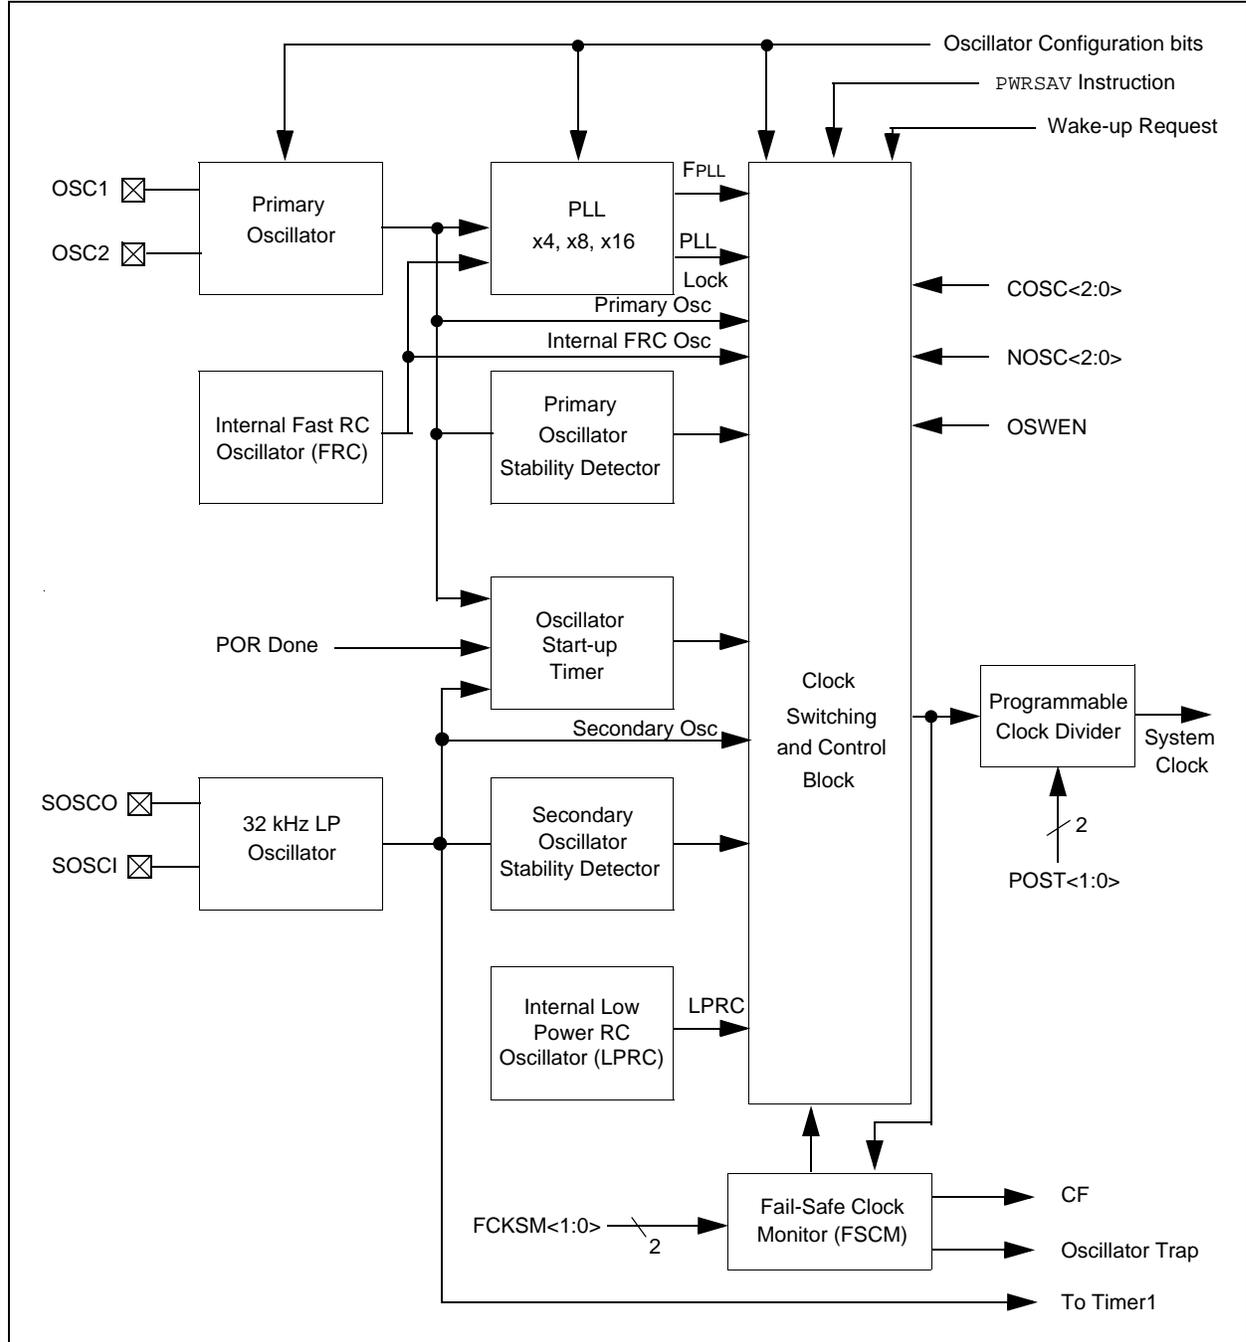 Oscillator Configuration bits
PWRSAV Instruction
Wake-up Request
OSC1
OSC2
Primary
Oscillator
PLL
x4, x8, x16
FPLL
PLL
Lock
Primary Osc
Internal FRC Osc
COSC<2:0>
NOSC<2:0>
OSWEN
Internal Fast RC
Oscillator (FRC)
Primary
Oscillator
Stability Detector
POR Done
Oscillator
Start-up
Timer
Secondary Osc
Clock
Switching
and Control
Block
Programmable
Clock Divider
System
Clock
2
POST<1:0>
SOSCO
SOSCI
32 kHz LP
Oscillator
Secondary
Oscillator
Stability Detector
Internal Low
Power RC
Oscillator (LPRC)
LPRC
FCKSM<1:0>
2
Fail-Safe Clock
Monitor (FSCM)
CF
Oscillator Trap
To Timer1